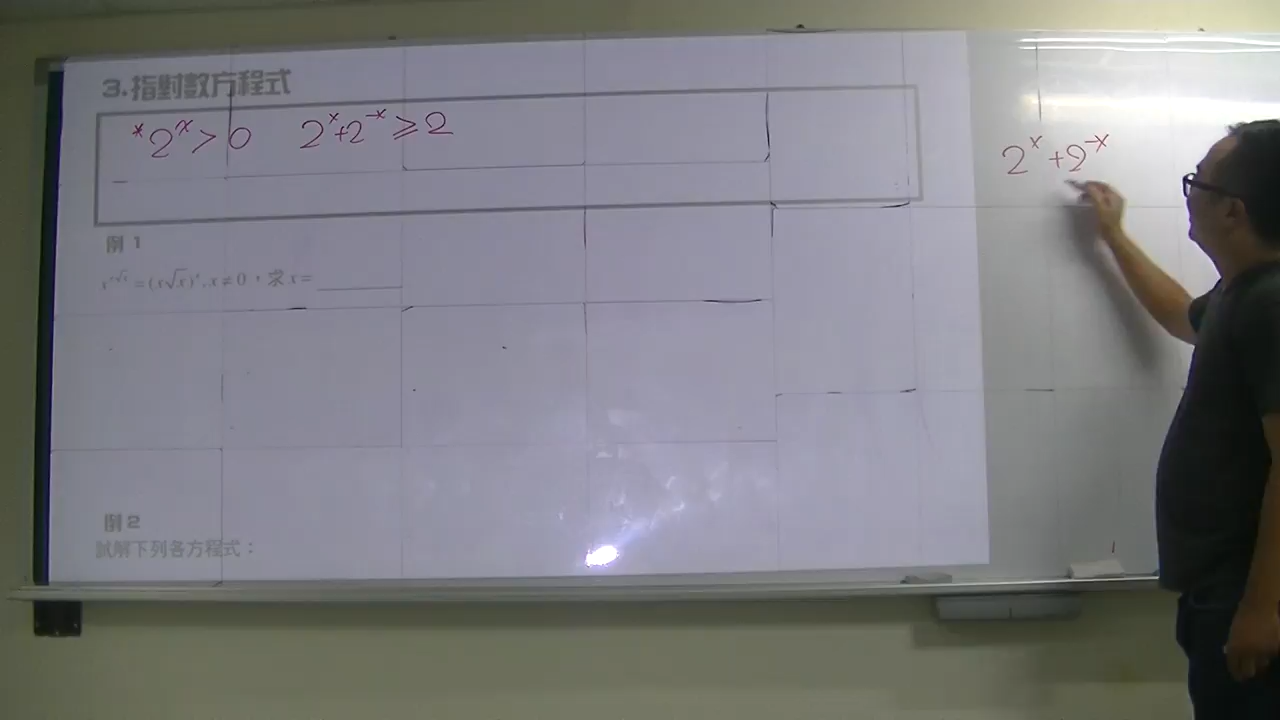 3.指對數方程式
*2^x > 0    2^x+2^-x ≥ 2
2^x+2^-x
例 1
= (x√x)^x, x≠0，求 x= ______
例 2
試解下列各方程式：